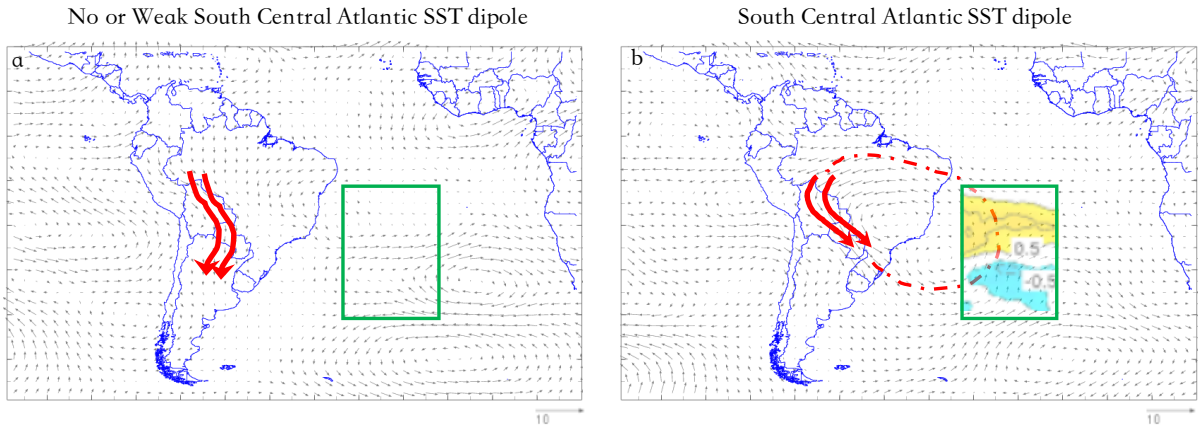 No or Weak South Central Atlantic SST dipole
South Central Atlantic SST dipole
a
b
0.5
-0.5
10
10